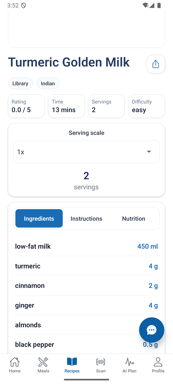 3:52
Turmeric Golden Milk
Library
Indian
Rating
0.0 / 5
Time
13 mins
Servings
2
Difficulty
easy
Serving scale
1x
2
servings
Ingredients
Instructions
Nutrition
low-fat milk
450 ml
turmeric
4 g
cinnamon
2 g
ginger
4 g
almonds
black pepper
0.5 g
Home
Meals
Recipes
Scan
AI Plan
Profile